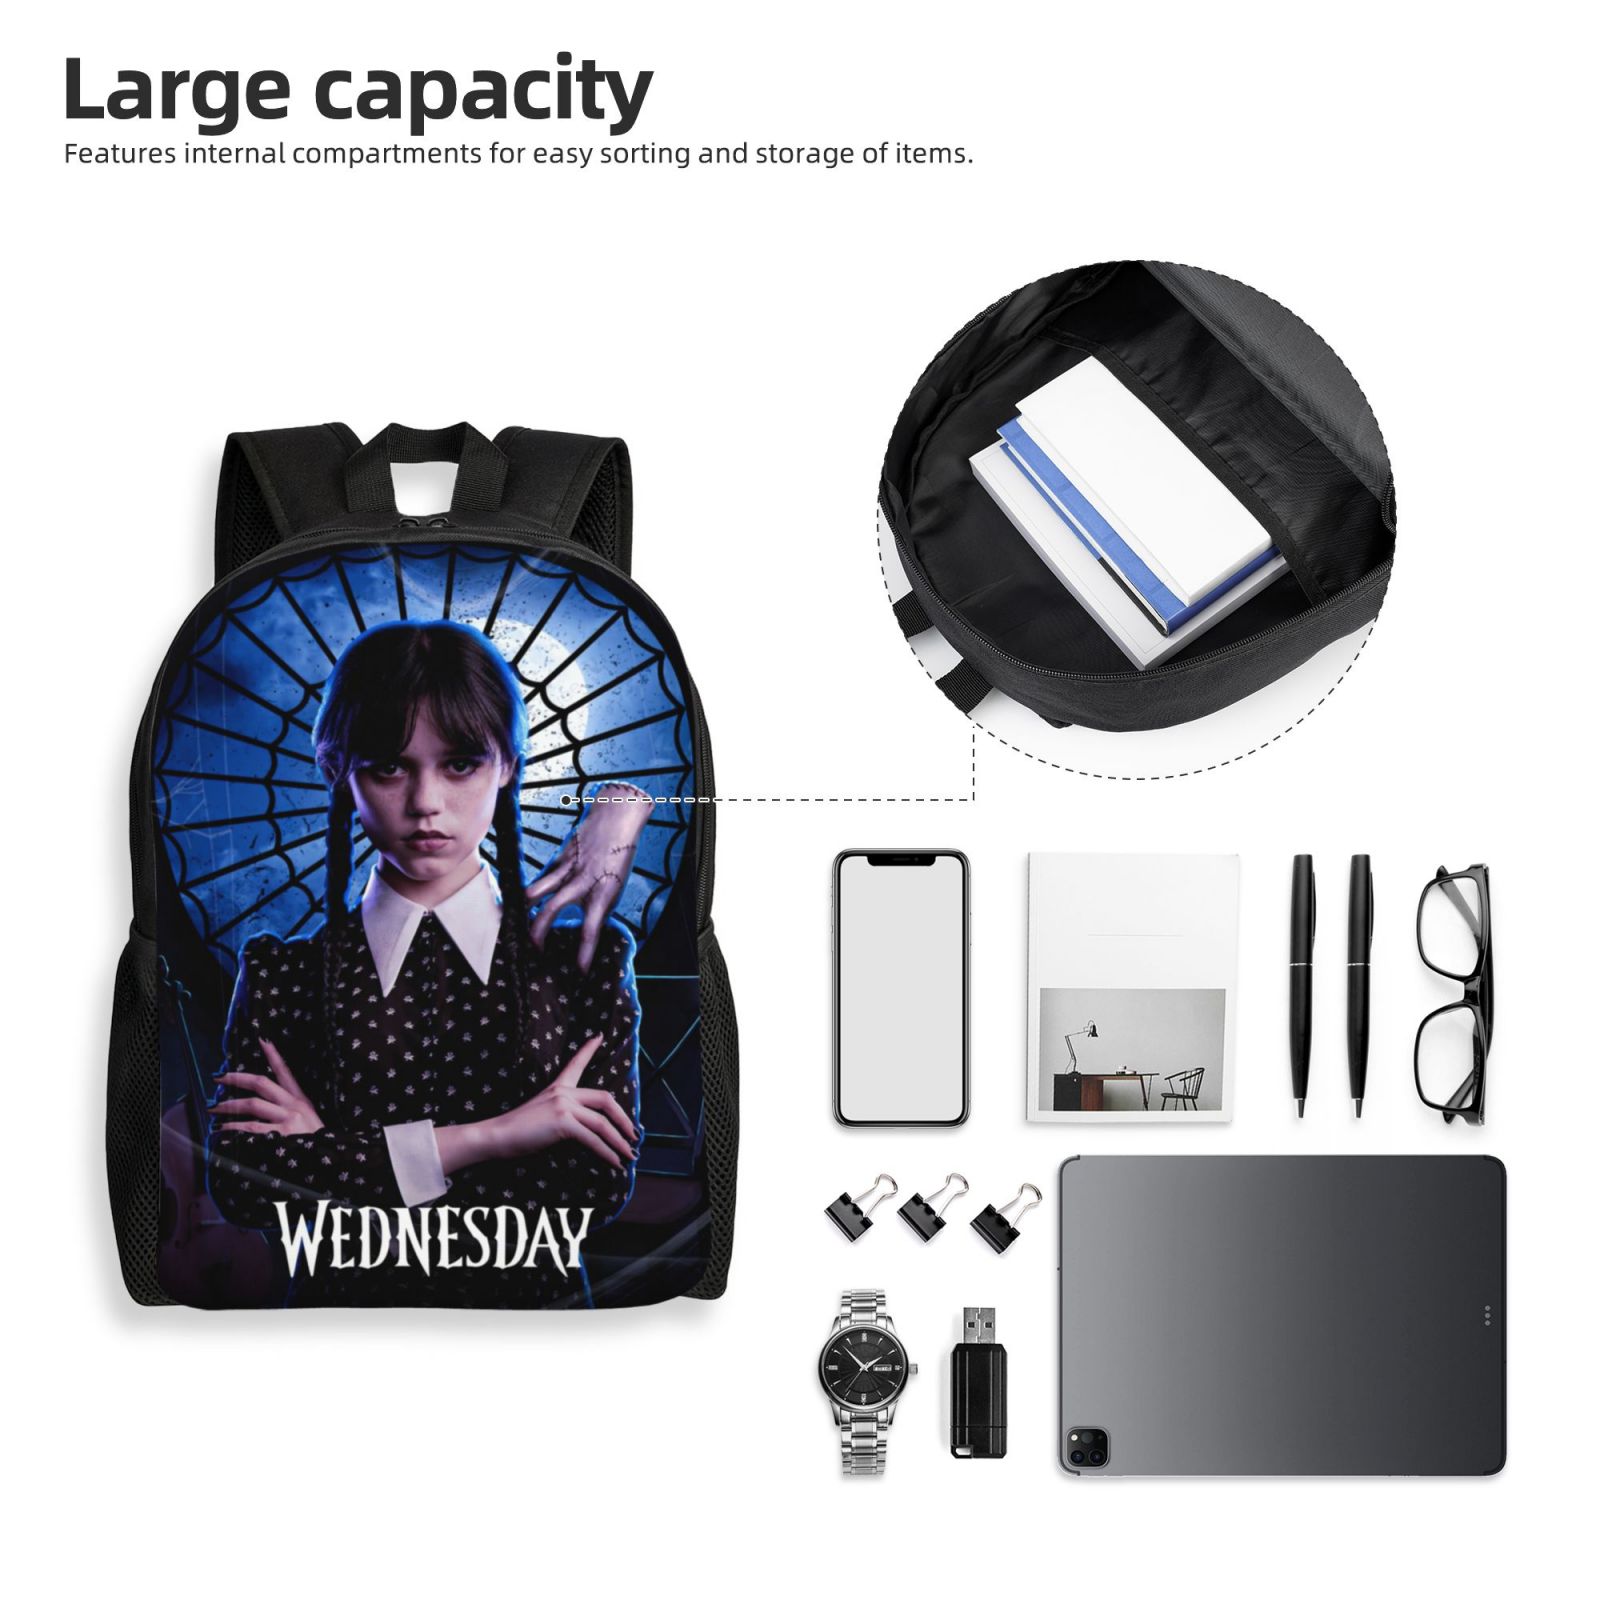 Large capacity
Features internal compartments for easy sorting and storage of items.
WEDNESDAY